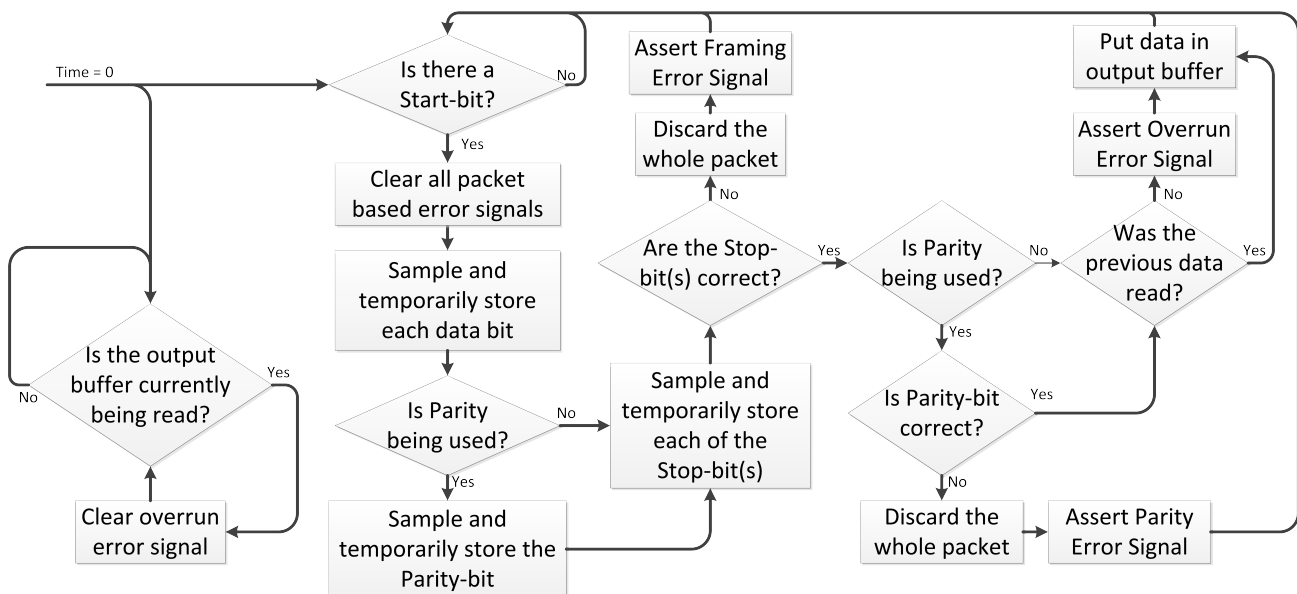 Time = 0
Is there a
Start-bit?
No
Yes
Clear all packet
based error signals
Sample and
temporarily store
each data bit
Is Parity
being used?
No
Yes
Sample and
temporarily store the
Parity-bit
Is the output
buffer currently
being read?
Yes
No
Clear overrun
error signal
Assert Framing
Error Signal
Discard the
whole packet
No
Are the Stop-
bit(s) correct?
Yes
Sample and
temporarily store
each of the
Stop-bit(s)
Is Parity
being used?
No
Yes
Is Parity-bit
correct?
Yes
No
Discard the
whole packet
Assert Parity
Error Signal
Put data in
output buffer
Assert Overrun
Error Signal
No
Was the
previous data
read?
Yes